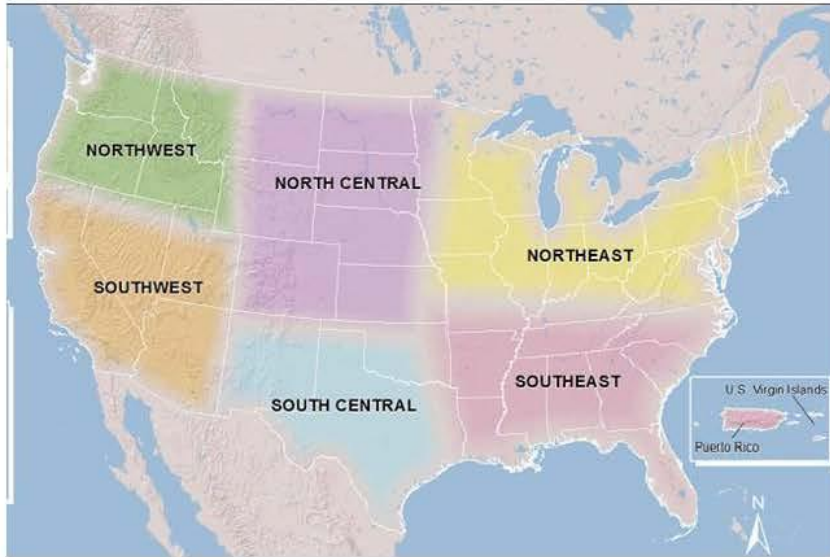 NORTHWEST
NORTH CENTRAL
NORTHEAST
SOUTHWEST
SOUTHEAST
SOUTH CENTRAL
U.S. Virgin Islands
Puerto Rico
N